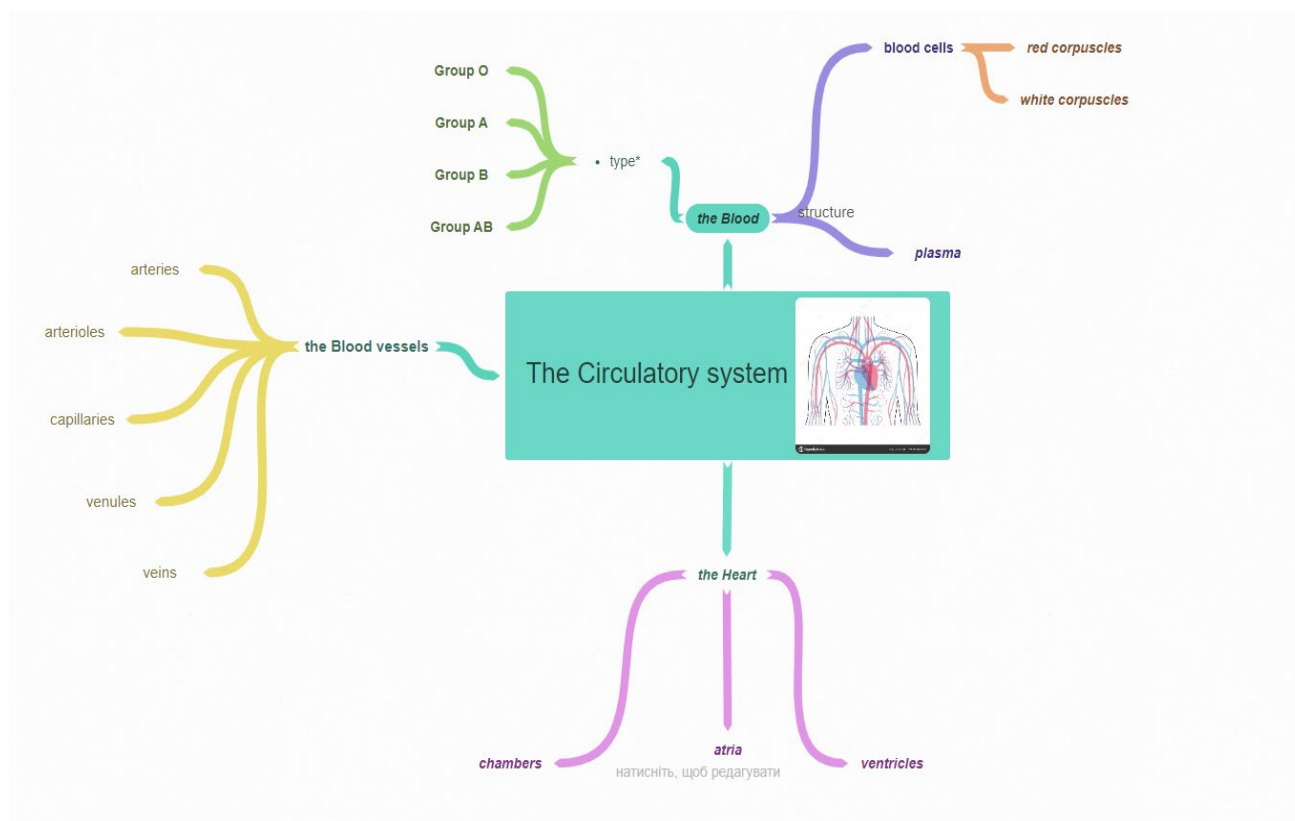 blood cells
red corpuscles
white corpuscles
Group O
Group A
Group B
Group AB
• type*
the Blood
structure
plasma
arteries
arterioles
capillaries
venules
veins
the Blood vessels
The Circulatory system
the Heart
chambers
atria
натисніть, щоб редагувати
ventricles